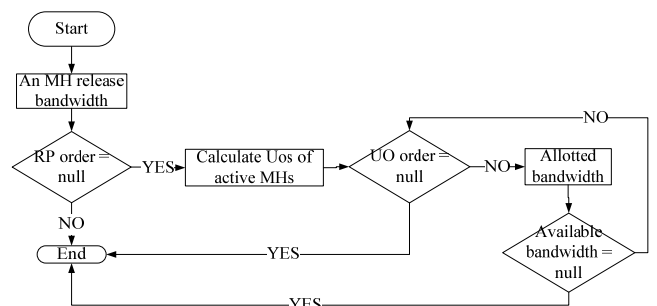 Start
An MH release
bandwidth
RP order =
null
YES
Calculate Uos of
active MHs
UO order =
null
NO
Allotted
bandwidth
NO
Available
bandwidth =
null
NO
End
YES
YES